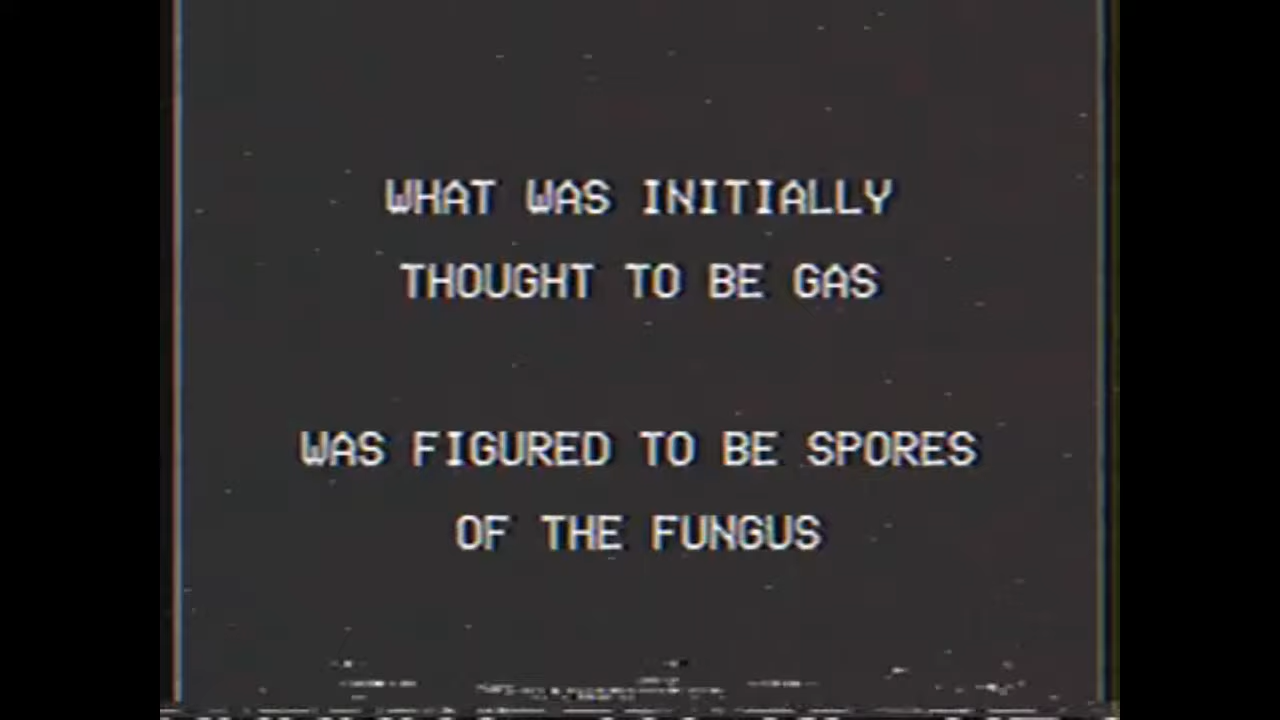 WHAT WAS INITIALLY
THOUGHT TO BE GAS
WAS FIGURED TO BE SPORES
OF THE FUNGUS